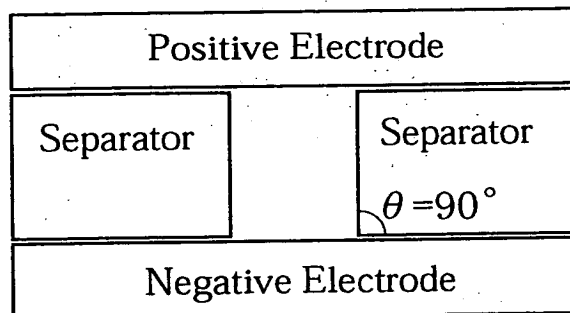 Positive Electrode
Separator
Separator
θ =90°
Negative Electrode